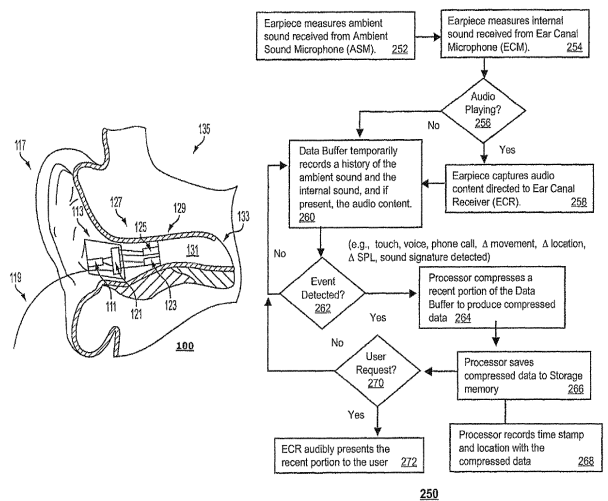 Earpiece measures ambient
sound received from Ambient
Sound Microphone (ASM). 252
Earpiece measures internal
sound received from Ear Canal
Microphone (ECM). 254
Audio
Playing?
256
No
Yes
Data Buffer temporarily
records a history of the
ambient sound and the
internal sound, and if
present, the audio content.
260
Earpiece captures audio
content directed to Ear Canal
Receiver (ECR). 258
(e.g., touch, voice, phone call, Δ movement, Δ location,
Δ SPL, sound signature detected)
No
Event
Detected?
262
Yes
Processor compresses a
recent portion of the Data
Buffer to produce compressed
data 264
No
User
Request?
270
Yes
Processor saves
compressed data to Storage
memory 266
ECR audibly presents the
recent portion to the user 272
Processor records time stamp
and location with the
compressed data 268
250
117
135
127
113
125
129
133
131
119
111
121
123
100